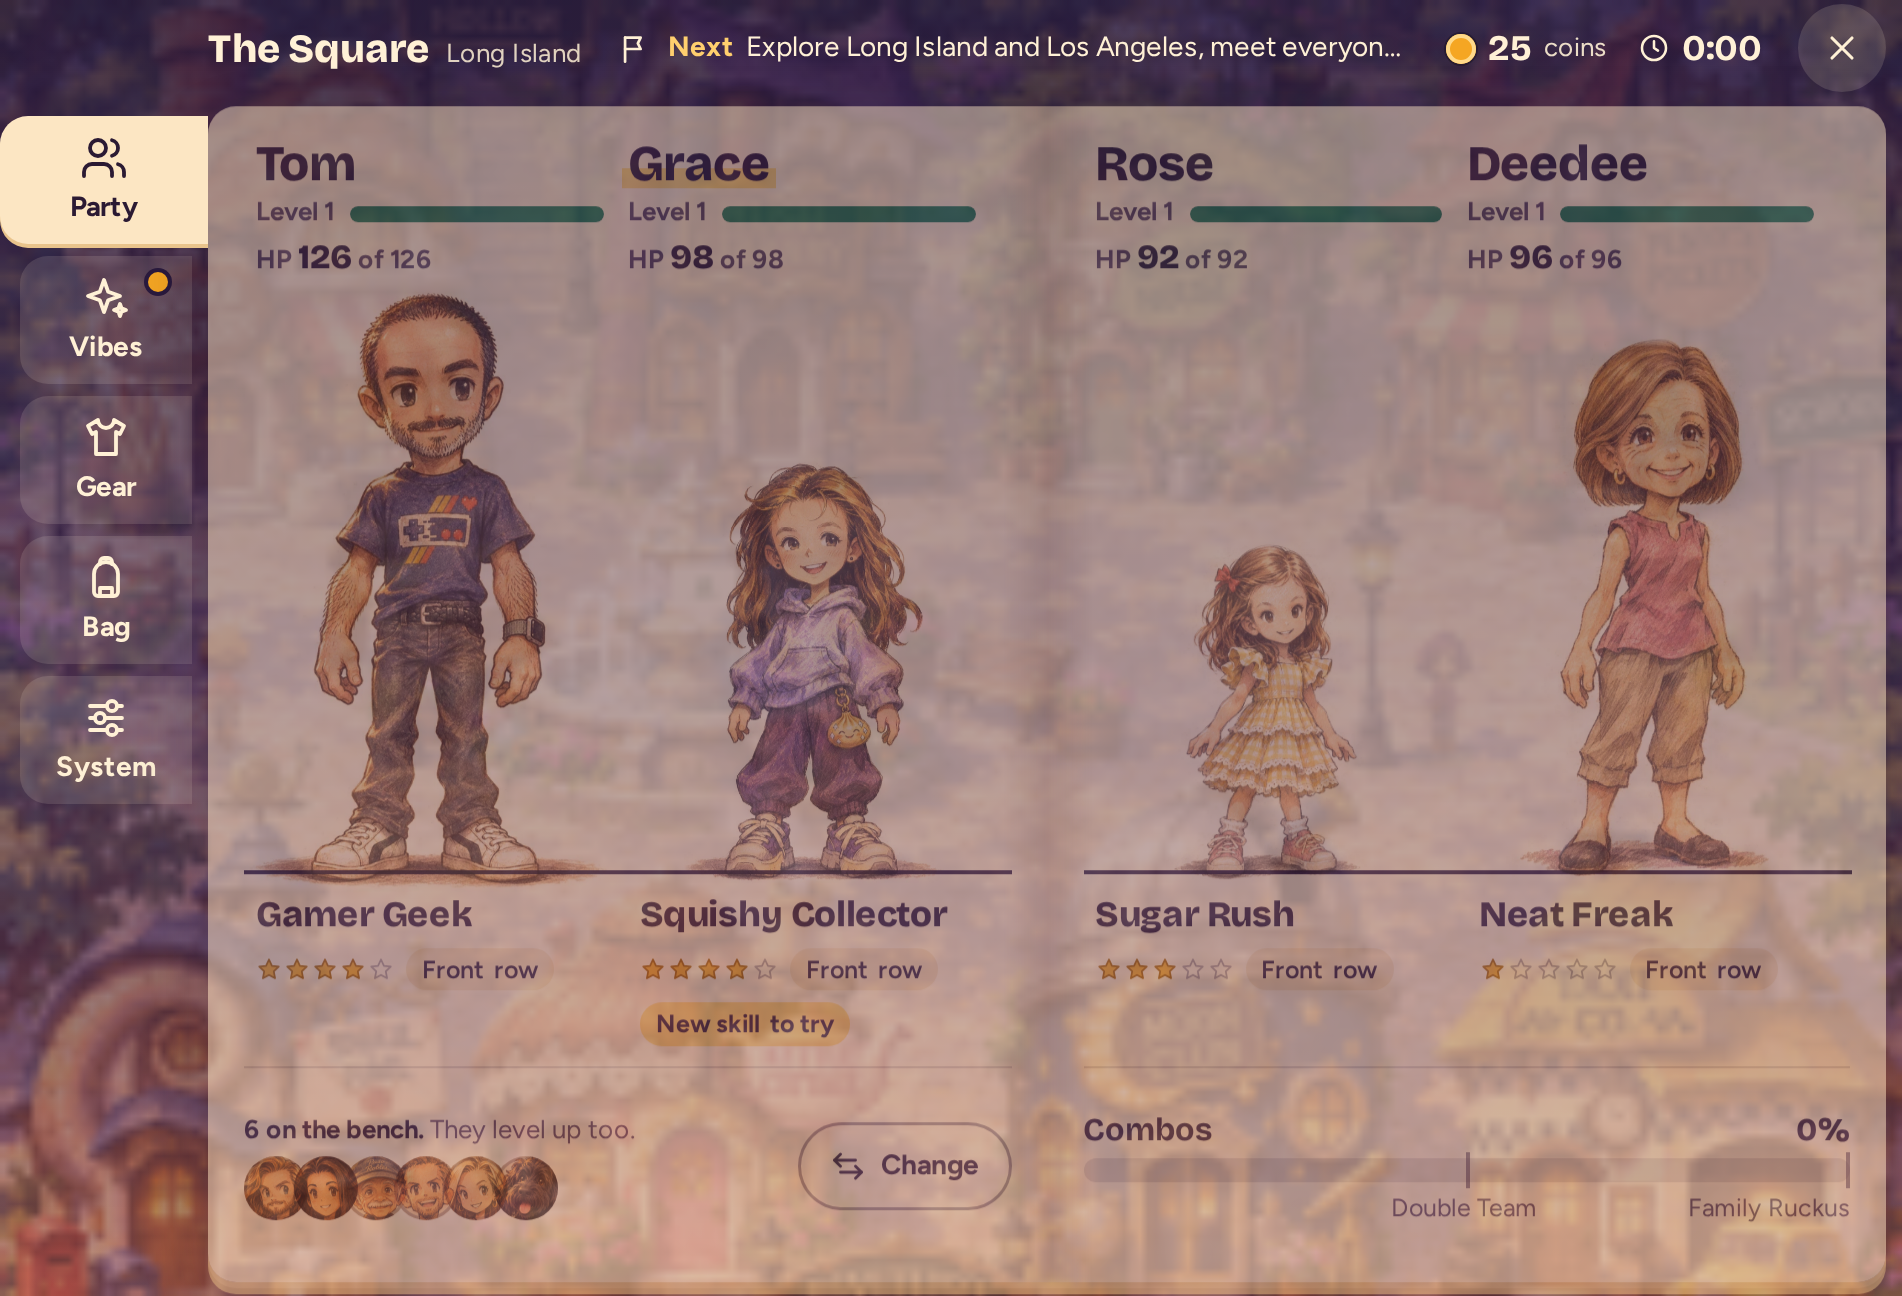 The Square Long Island Next Explore Long Island and Los Angeles, meet everyon... 25 coins 0:00
Party
Vibes
Gear
Bag
System
Tom
Level 1
HP 126 of 126
Grace
Level 1
HP 98 of 98
Rose
Level 1
HP 92 of 92
Deedee
Level 1
HP 96 of 96
Gamer Geek
Front row
Squishy Collector
Front row
New skill to try
Sugar Rush
Front row
Neat Freak
Front row
6 on the bench. They level up too.
Change
Combos 0%
Double Team Family Ruckus